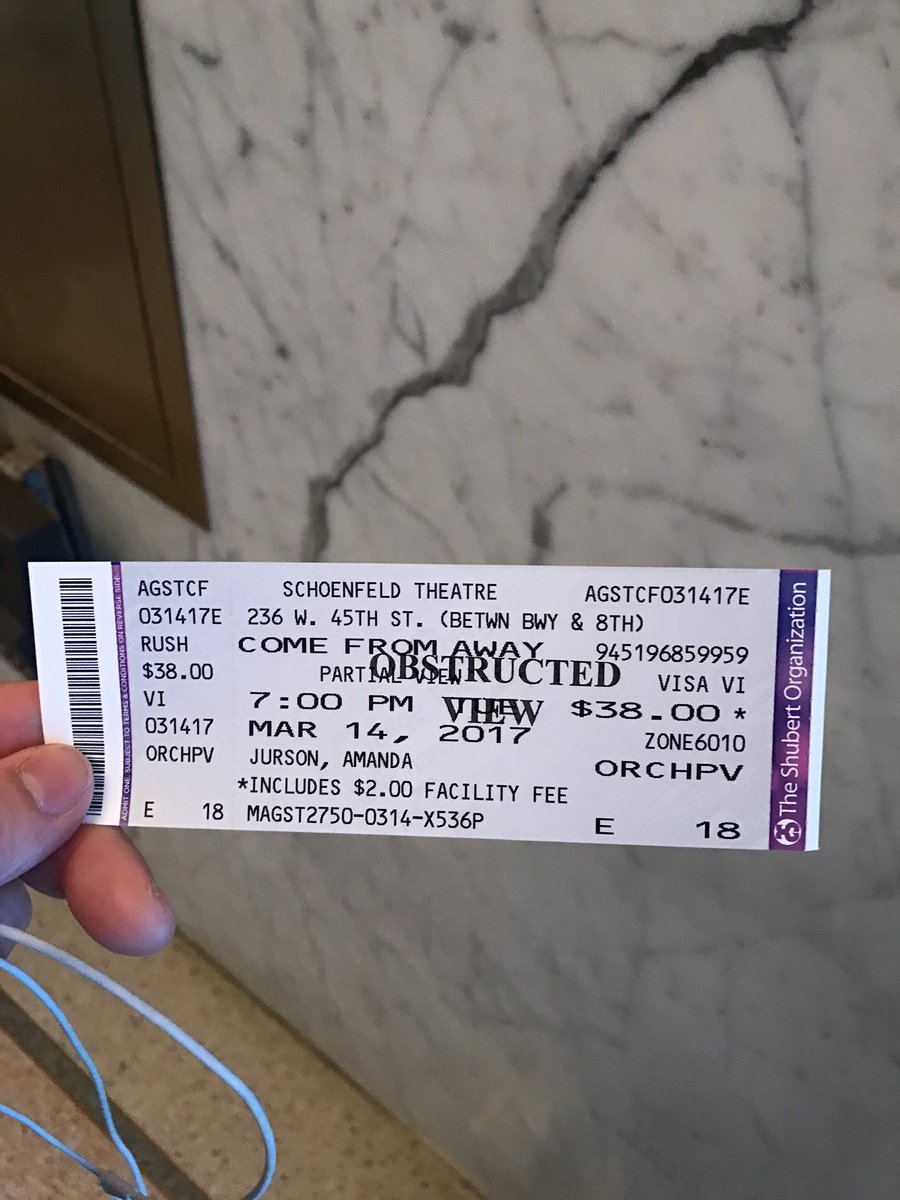 ADMIT ONE. SUBJECT TO TERMS & CONDITIONS ON REVERSE SIDE.
AGSTCF
031417E
RUSH
$38.00
VI
031417
ORCHPV
E 18
SCHOENFELD THEATRE AGSTCF031417E
236 W. 45TH ST. (BETWN BWY & 8TH)
COME FROM AWAY 945196859959
PARTIAL VIEW VISA VI
OBSTRUCTED
VIEW
7:00 PM $38.00 *
MAR 14, 2017 ZONE6010
JURSON, AMANDA ORCHPV
*INCLUDES $2.00 FACILITY FEE
MAGST2750-0314-X536P E 18
The Shubert Organization